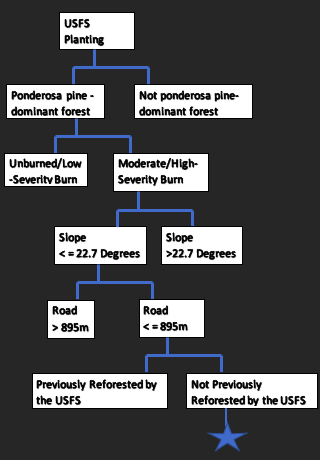 USFS
Planting
Ponderosa pine -
dominant forest
Not ponderosa pine-
dominant forest
Unburned/Low
-Severity Burn
Moderate/High-
Severity Burn
Slope
< = 22.7 Degrees
Slope
>22.7 Degrees
Road
> 895m
Road
< = 895m
Previously Reforested by
the USFS
Not Previously
Reforested by the USFS